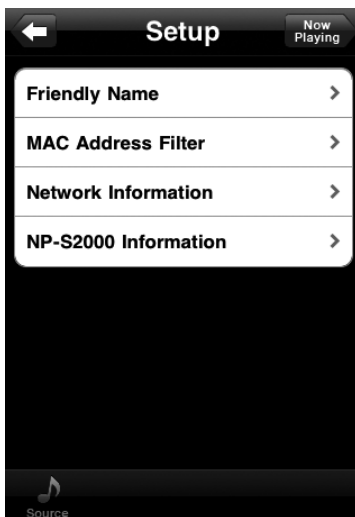 Setup
Now
Playing
Friendly Name
MAC Address Filter
Network Information
NP-S2000 Information
Source